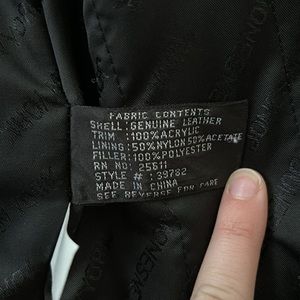 FABRIC CONTENTS
SHELL: GENUINE LEATHER
TRIM : 100% ACRYLIC
LINING : 50% NYLON 50% ACETATE
FILLER: 100% POLYESTER
RN NO: 25511
STYLE # : 39782
MADE IN CHINA
SEE REVERSE FOR CARE